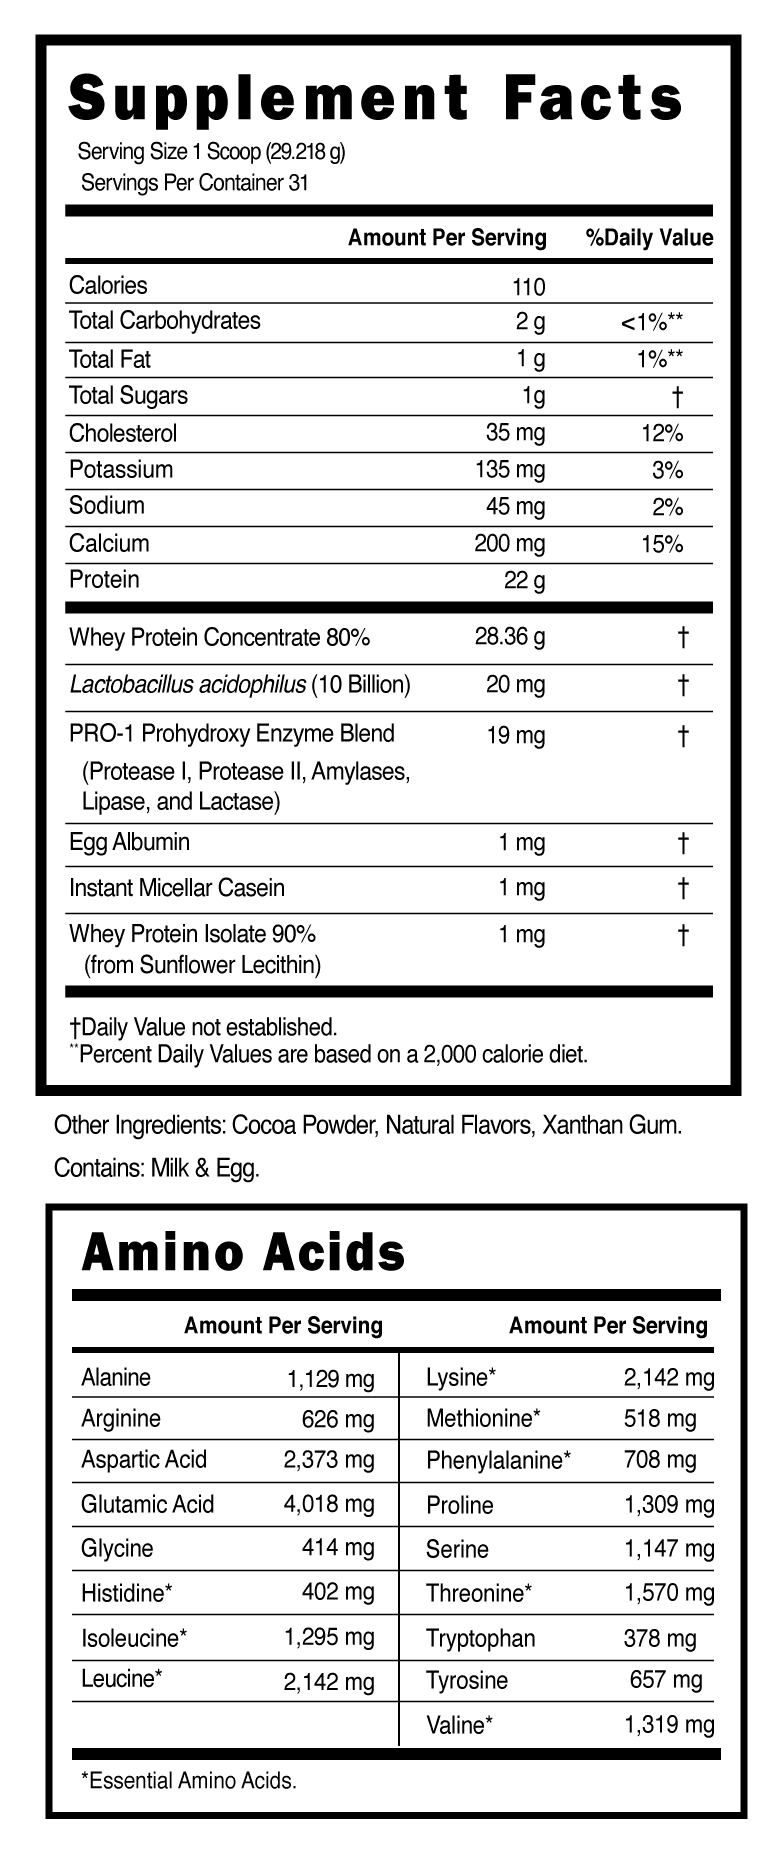 Supplement Facts
Serving Size 1 Scoop (29.218 g)
Servings Per Container 31
Amount Per Serving %Daily Value
Calories 110
Total Carbohydrates 2 g <1%**
Total Fat 1 g 1%**
Total Sugars 1g †
Cholesterol 35 mg 12%
Potassium 135 mg 3%
Sodium 45 mg 2%
Calcium 200 mg 15%
Protein 22 g
Whey Protein Concentrate 80% 28.36 g †
Lactobacillus acidophilus (10 Billion) 20 mg †
PRO-1 Prohydroxy Enzyme Blend 19 mg †
(Protease I, Protease II, Amylases,
Lipase, and Lactase)
Egg Albumin 1 mg †
Instant Micellar Casein 1 mg †
Whey Protein Isolate 90% 1 mg †
(from Sunflower Lecithin)
†Daily Value not established.
**Percent Daily Values are based on a 2,000 calorie diet.
Other Ingredients: Cocoa Powder, Natural Flavors, Xanthan Gum.
Contains: Milk & Egg.
Amino Acids
Amount Per Serving Amount Per Serving
Alanine 1,129 mg Lysine* 2,142 mg
Arginine 626 mg Methionine* 518 mg
Aspartic Acid 2,373 mg Phenylalanine* 708 mg
Glutamic Acid 4,018 mg Proline 1,309 mg
Glycine 414 mg Serine 1,147 mg
Histidine* 402 mg Threonine* 1,570 mg
Isoleucine* 1,295 mg Tryptophan 378 mg
Leucine* 2,142 mg Tyrosine 657 mg
Valine* 1,319 mg
*Essential Amino Acids.